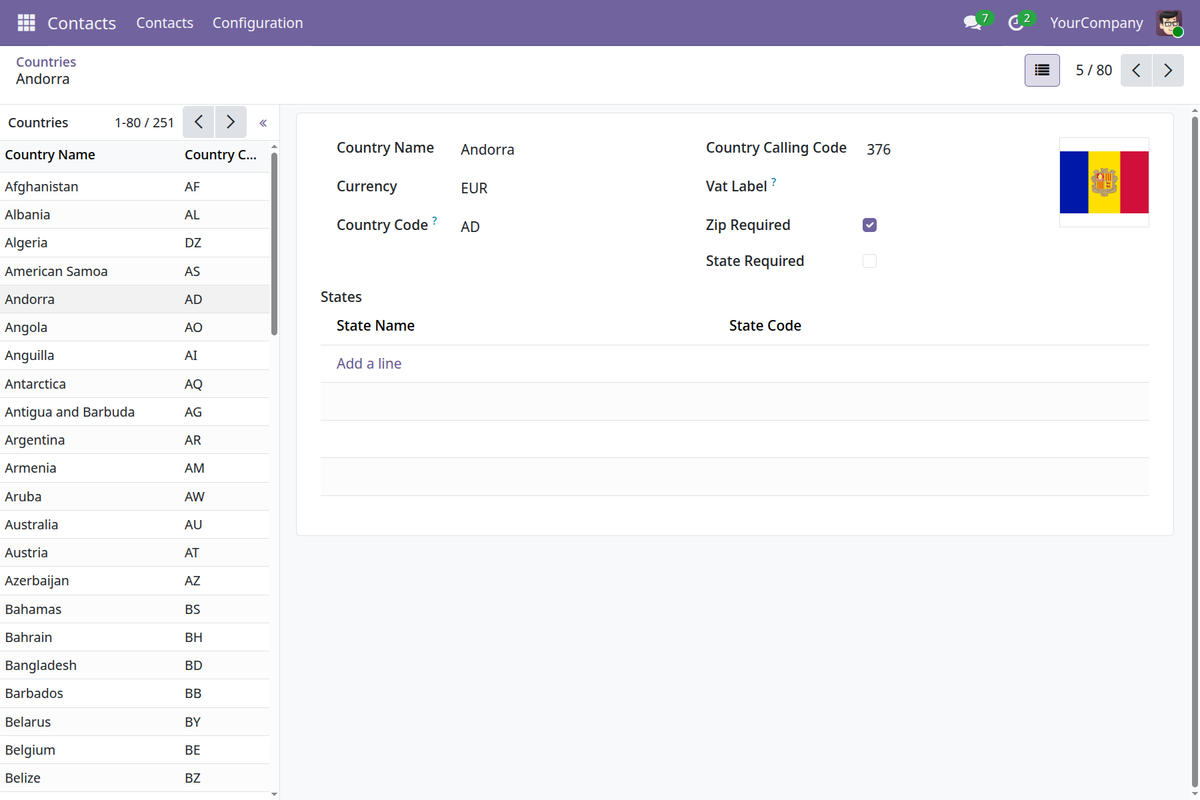 Contacts Contacts Configuration 7 2 YourCompany
Countries
Andorra
5 / 80
Countries 1-80 / 251 «
Country Name Country C...
Afghanistan AF
Albania AL
Algeria DZ
American Samoa AS
Andorra AD
Angola AO
Anguilla AI
Antarctica AQ
Antigua and Barbuda AG
Argentina AR
Armenia AM
Aruba AW
Australia AU
Austria AT
Azerbaijan AZ
Bahamas BS
Bahrain BH
Bangladesh BD
Barbados BB
Belarus BY
Belgium BE
Belize BZ
Country Name Andorra
Currency EUR
Country Code ? AD
Country Calling Code 376
Vat Label ?
Zip Required
State Required
States
State Name State Code
Add a line